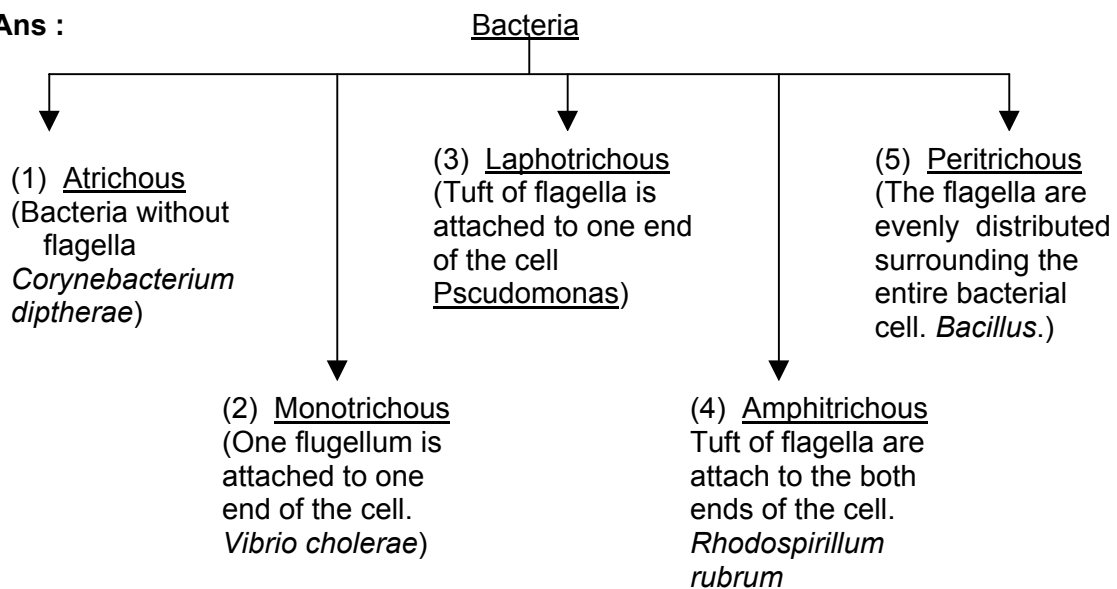 Ans :
Bacteria
(1) Atrichous
(Bacteria without
flagella
Corynebacterium
diptherae)
(2) Monotrichous
(One flugellum is
attached to one
end of the cell.
Vibrio cholerae)
(3) Laphotrichous
(Tuft of flagella is
attached to one end
of the cell
Pscudomonas)
(4) Amphitrichous
Tuft of flagella are
attach to the both
ends of the cell.
Rhodospirillum
rubrum
(5) Peritrichous
(The flagella are
evenly distributed
surrounding the
entire bacterial
cell. Bacillus.)